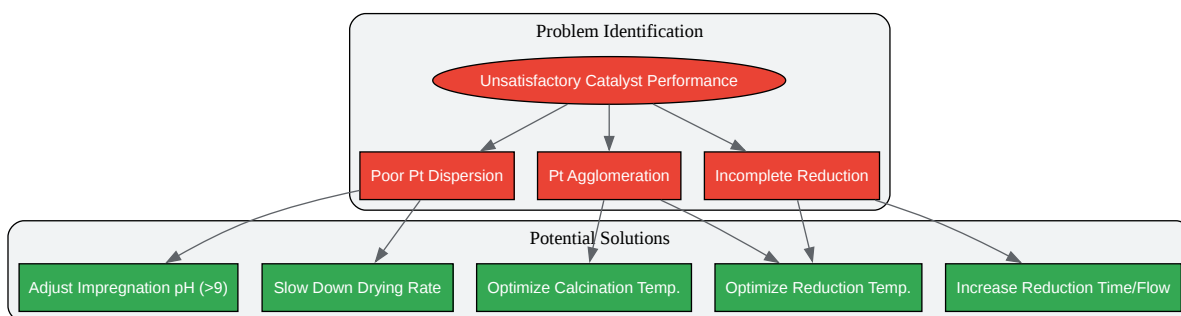 Problem Identification
Unsatisfactory Catalyst Performance
Poor Pt Dispersion
Pt Agglomeration
Incomplete Reduction
Potential Solutions
Adjust Impregnation pH (>9)
Slow Down Drying Rate
Optimize Calcination Temp.
Optimize Reduction Temp.
Increase Reduction Time/Flow